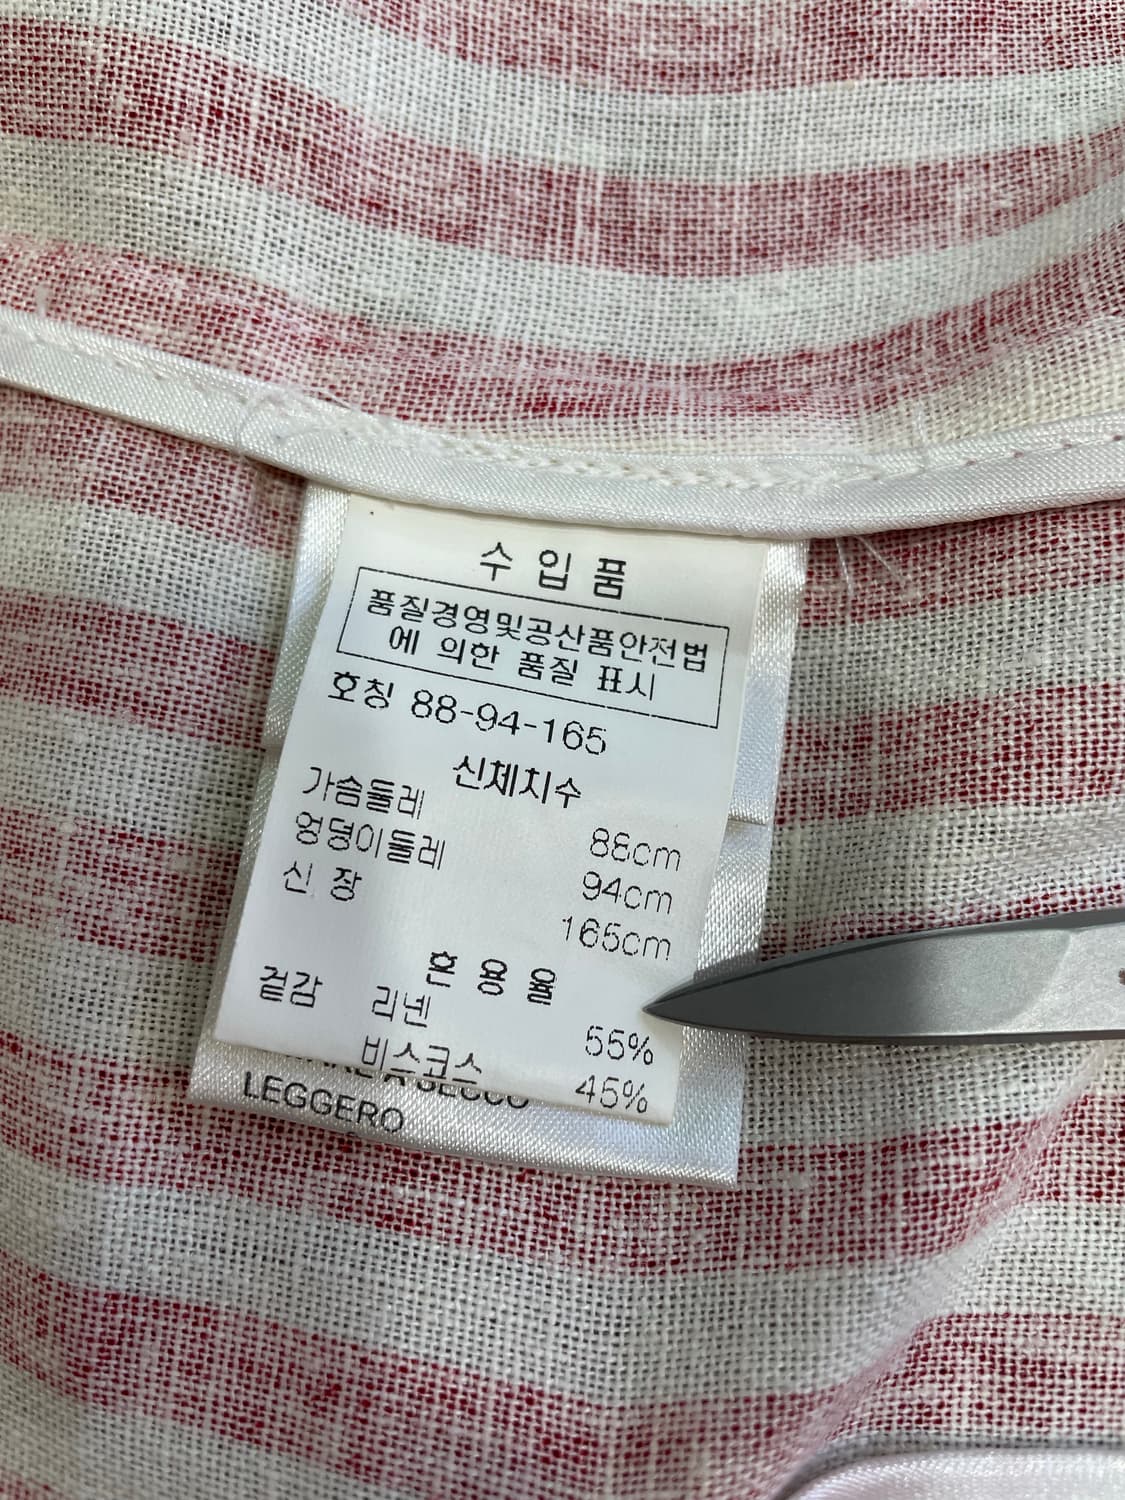 수 입 품
품질경영및공산품안전법
에 의한 품질 표시
호칭 88-94-165
신체치수
가슴둘레 88cm
엉덩이둘레 94cm
신 장 165cm
혼 용 율
겉감 리넨 55%
비스코스 45%
SECCO
LEGGERO